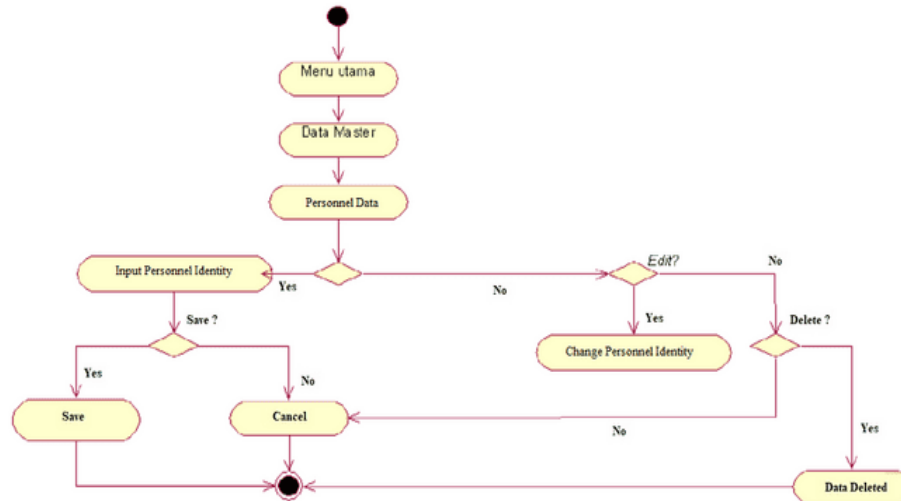 Menu utama
Data Master
Personnel Data
Input Personnel Identity
Yes
No
Edit?
No
Save ?
Yes
Delete ?
Change Personnel Identity
Yes
No
Save
Cancel
No
Yes
Data Deleted